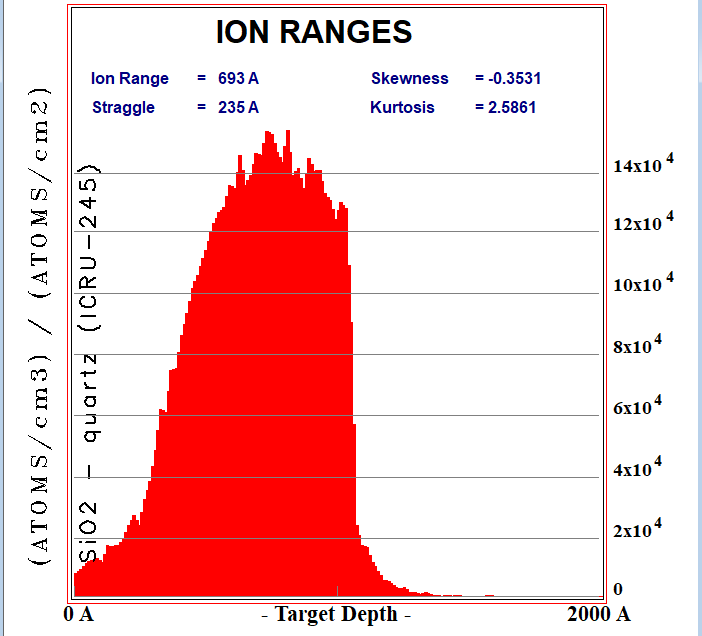 ION RANGES
Ion Range = 693 A Skewness = -0.3531
Straggle = 235 A Kurtosis = 2.5861
(ATOMS/cm3) / (ATOMS/cm2)
SiO2 - quartz (ICRU-245)
14x10^4
12x10^4
10x10^4
8x10^4
6x10^4
4x10^4
2x10^4
0
0 A - Target Depth - 2000 A